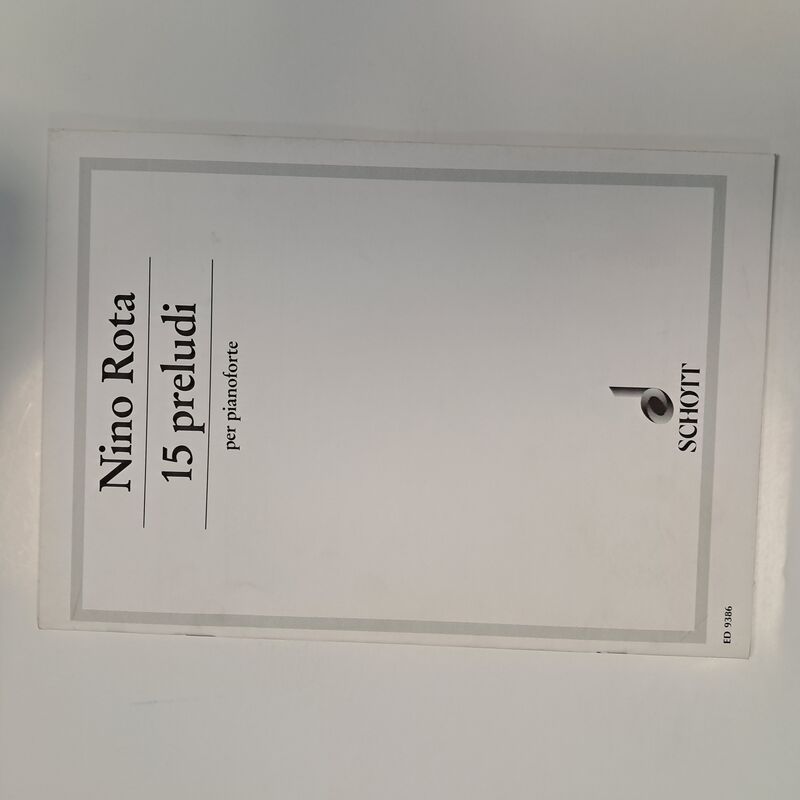 Nino Rota
15 preludi
per pianoforte
SCHOTT
ED 9386